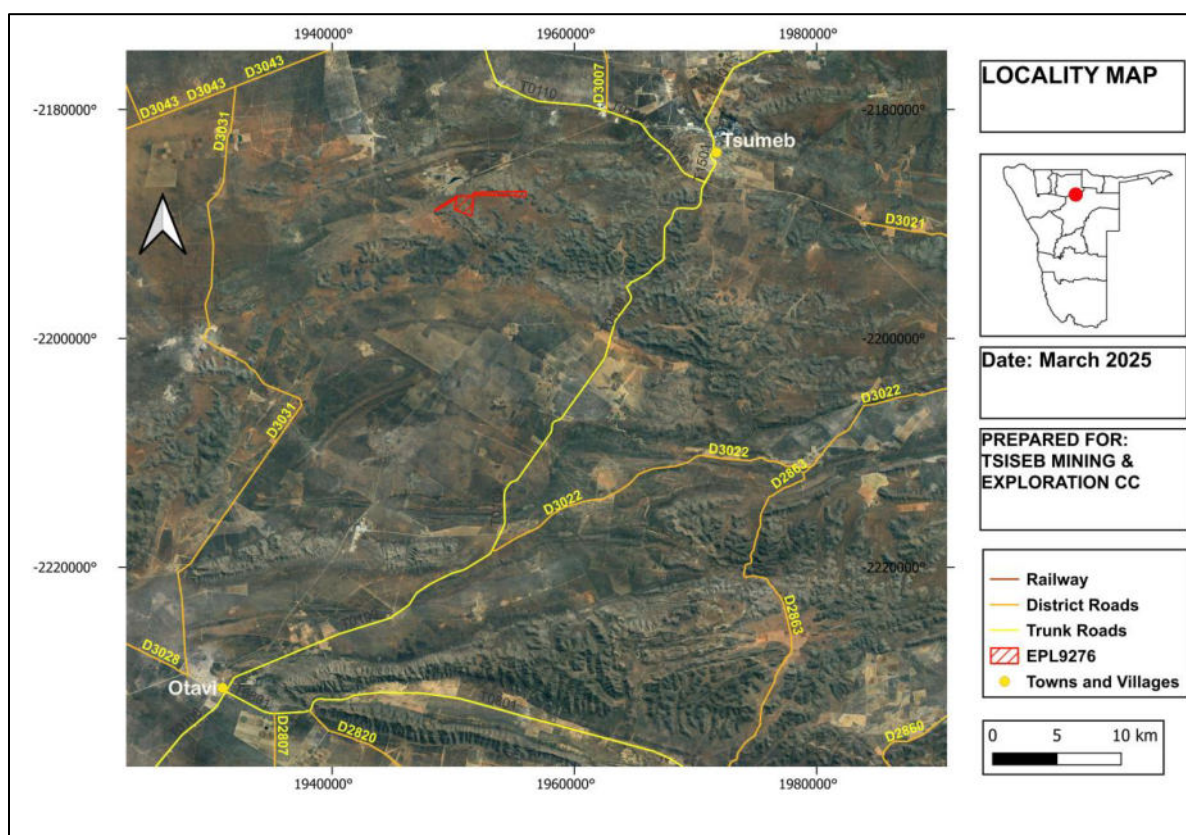 1940000°
1960000°
1980000°
-2180000°
-2180000°
-2200000°
-2200000°
-2220000°
-2220000°
1940000°
1960000°
1980000°
D3043
D3043
D3043
D3043
D3031
T0110
D3007
Tsumeb
T1501
D3021
D3031
D3022
D3022
D2863
D3022
D2863
D3028
Otavi
D2807
D2820
D2860
LOCALITY MAP
Date: March 2025
PREPARED FOR:
TSISEB MINING &
EXPLORATION CC
Railway
District Roads
Trunk Roads
EPL9276
Towns and Villages
0 5 10 km